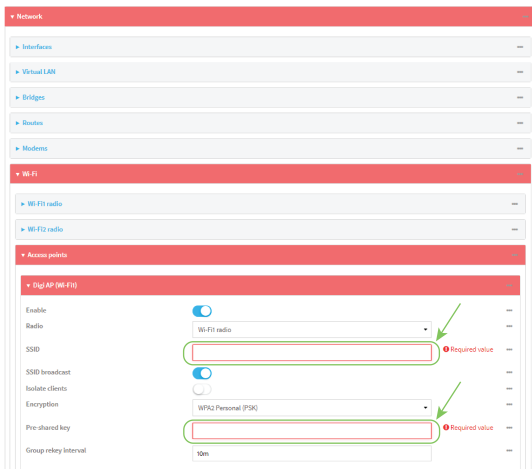 Network
Interfaces
Virtual LAN
Bridges
Routes
Modems
Wi-Fi
Wi-Fi1 radio
Wi-Fi2 radio
Access points
Digi AP (Wi-Fi1)
Enable
Radio Wi-Fi1 radio
SSID Required value
SSID broadcast
Isolate clients
Encryption WPA2 Personal (PSK)
Pre-shared key Required value
Group rekey interval 10m